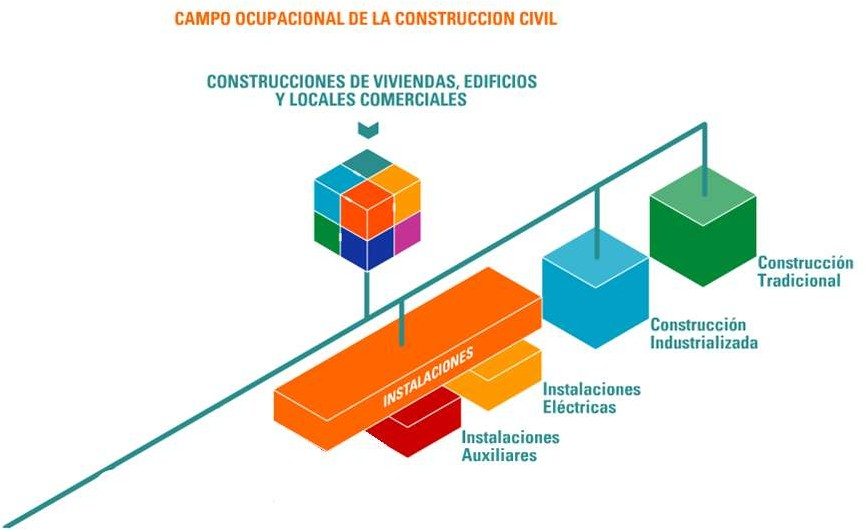 CAMPO OCUPACIONAL DE LA CONSTRUCCION CIVIL
CONSTRUCCIONES DE VIVIENDAS, EDIFICIOS
Y LOCALES COMERCIALES
Construcción
Tradicional
Construcción
Industrializada
INSTALACIONES
Instalaciones
Eléctricas
Instalaciones
Auxiliares